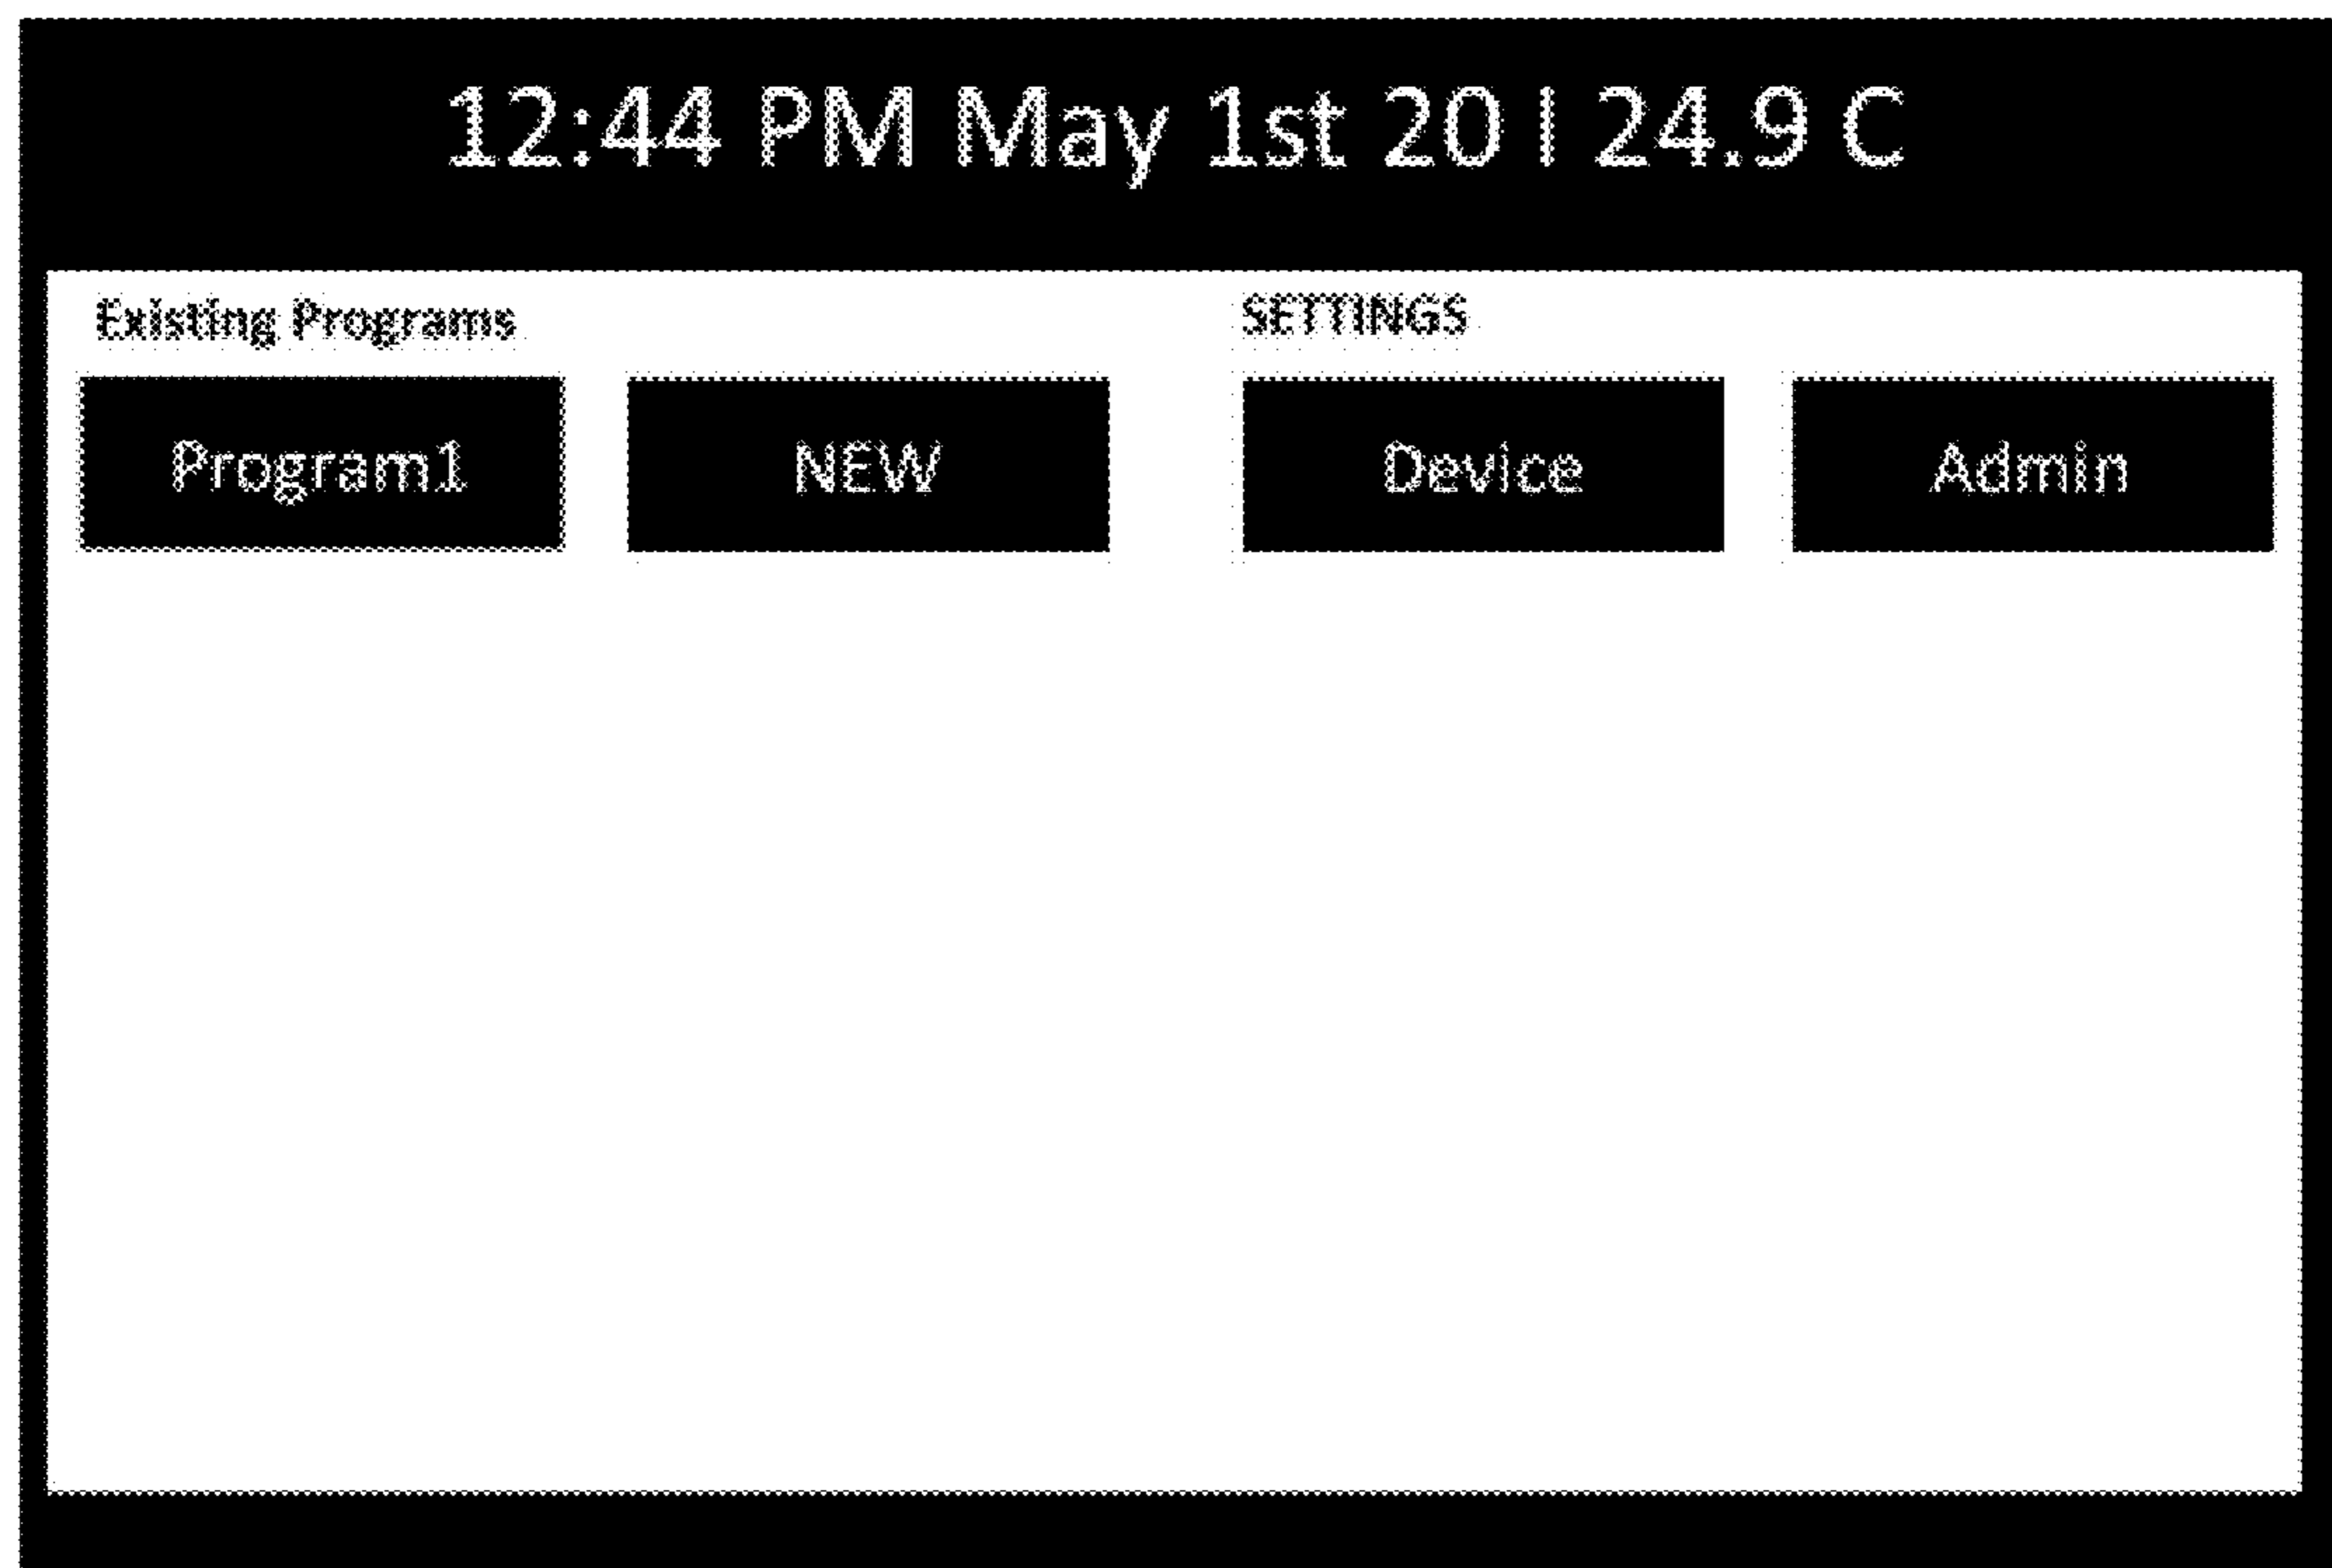 12:44 PM May 1st 20 | 24.9 C
Existing Programs
SETTINGS
Program1
NEW
Device
Admin